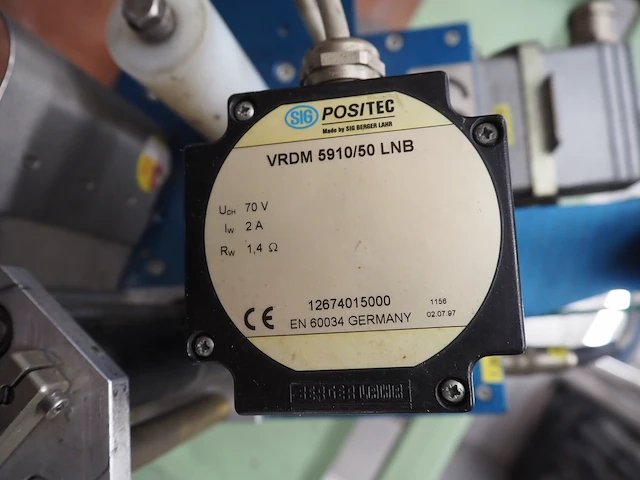 SIG POSITEC
Made by SIG BERGER LAHR
VRDM 5910/50 LNB
UCH 70 V
IW 2 A
RW 1,4 Ω
12674015000
1156
CE EN 60034 GERMANY 02.07.97
BERGER LAHR